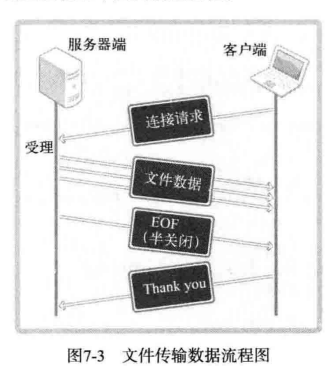 服务器端
客户端
连接请求
受理
文件数据
EOF
(半关闭)
Thank you
图7-3 文件传输数据流程图